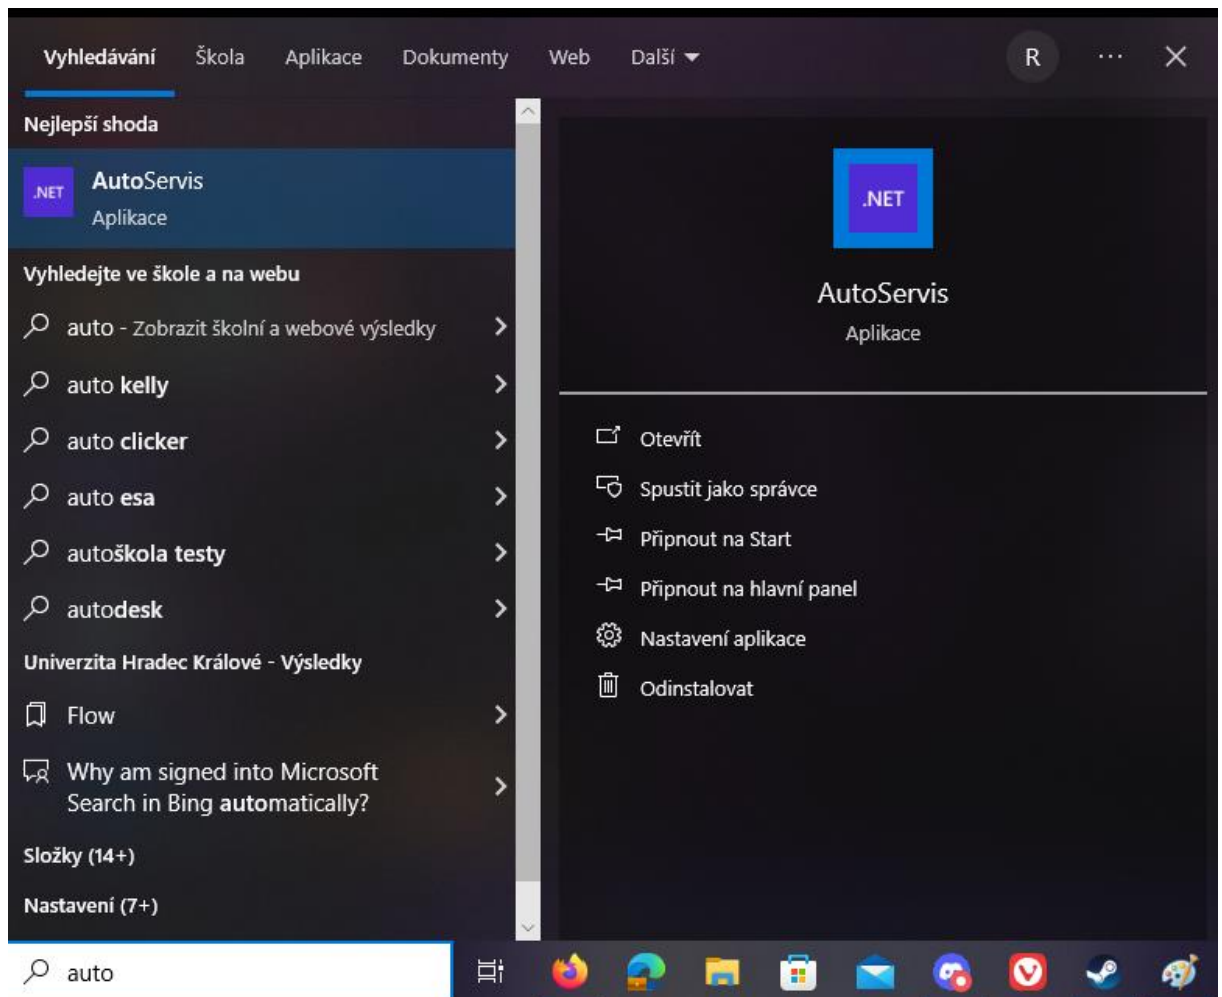 Vyhledávání Škola Aplikace Dokumenty Web Další R ...
Nejlepší shoda
.NET
AutoServis
Aplikace
Vyhledejte ve škole a na webu
auto - Zobrazit školní a webové výsledky
auto kelly
auto clicker
auto esa
autoškola testy
autodesk
Univerzita Hradec Králové - Výsledky
Flow
Why am signed into Microsoft
Search in Bing automatically?
Složky (14+)
Nastavení (7+)
auto
.NET
AutoServis
Aplikace
Otevřít
Spustit jako správce
Připnout na Start
Připnout na hlavní panel
Nastavení aplikace
Odinstalovat